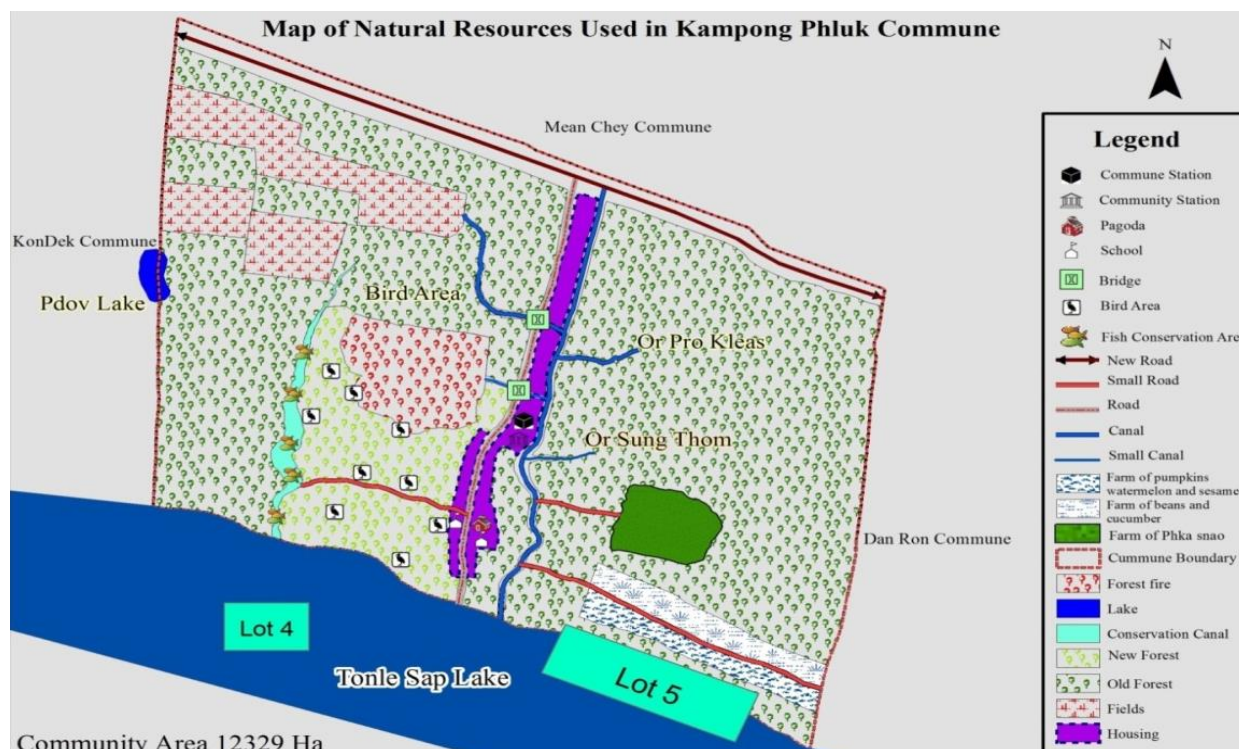 Map of Natural Resources Used in Kampong Phluk Commune
N
Mean Chey Commune
KonDek Commune
Pdov Lake
Bird Area
Or Pro Kleas
Or Sung Thom
Dan Ron Commune
Lot 4
Lot 5
Tonle Sap Lake
Community Area 12329 Ha
Legend
Commune Station
Community Station
Pagoda
School
Bridge
Bird Area
Fish Conservation Area
New Road
Small Road
Road
Canal
Small Canal
Farm of pumpkins
watermelon and sesame
Farm of beans and
cucumber
Farm of Phka snao
Cummune Boundary
Forest fire
Lake
Conservation Canal
New Forest
Old Forest
Fields
Housing